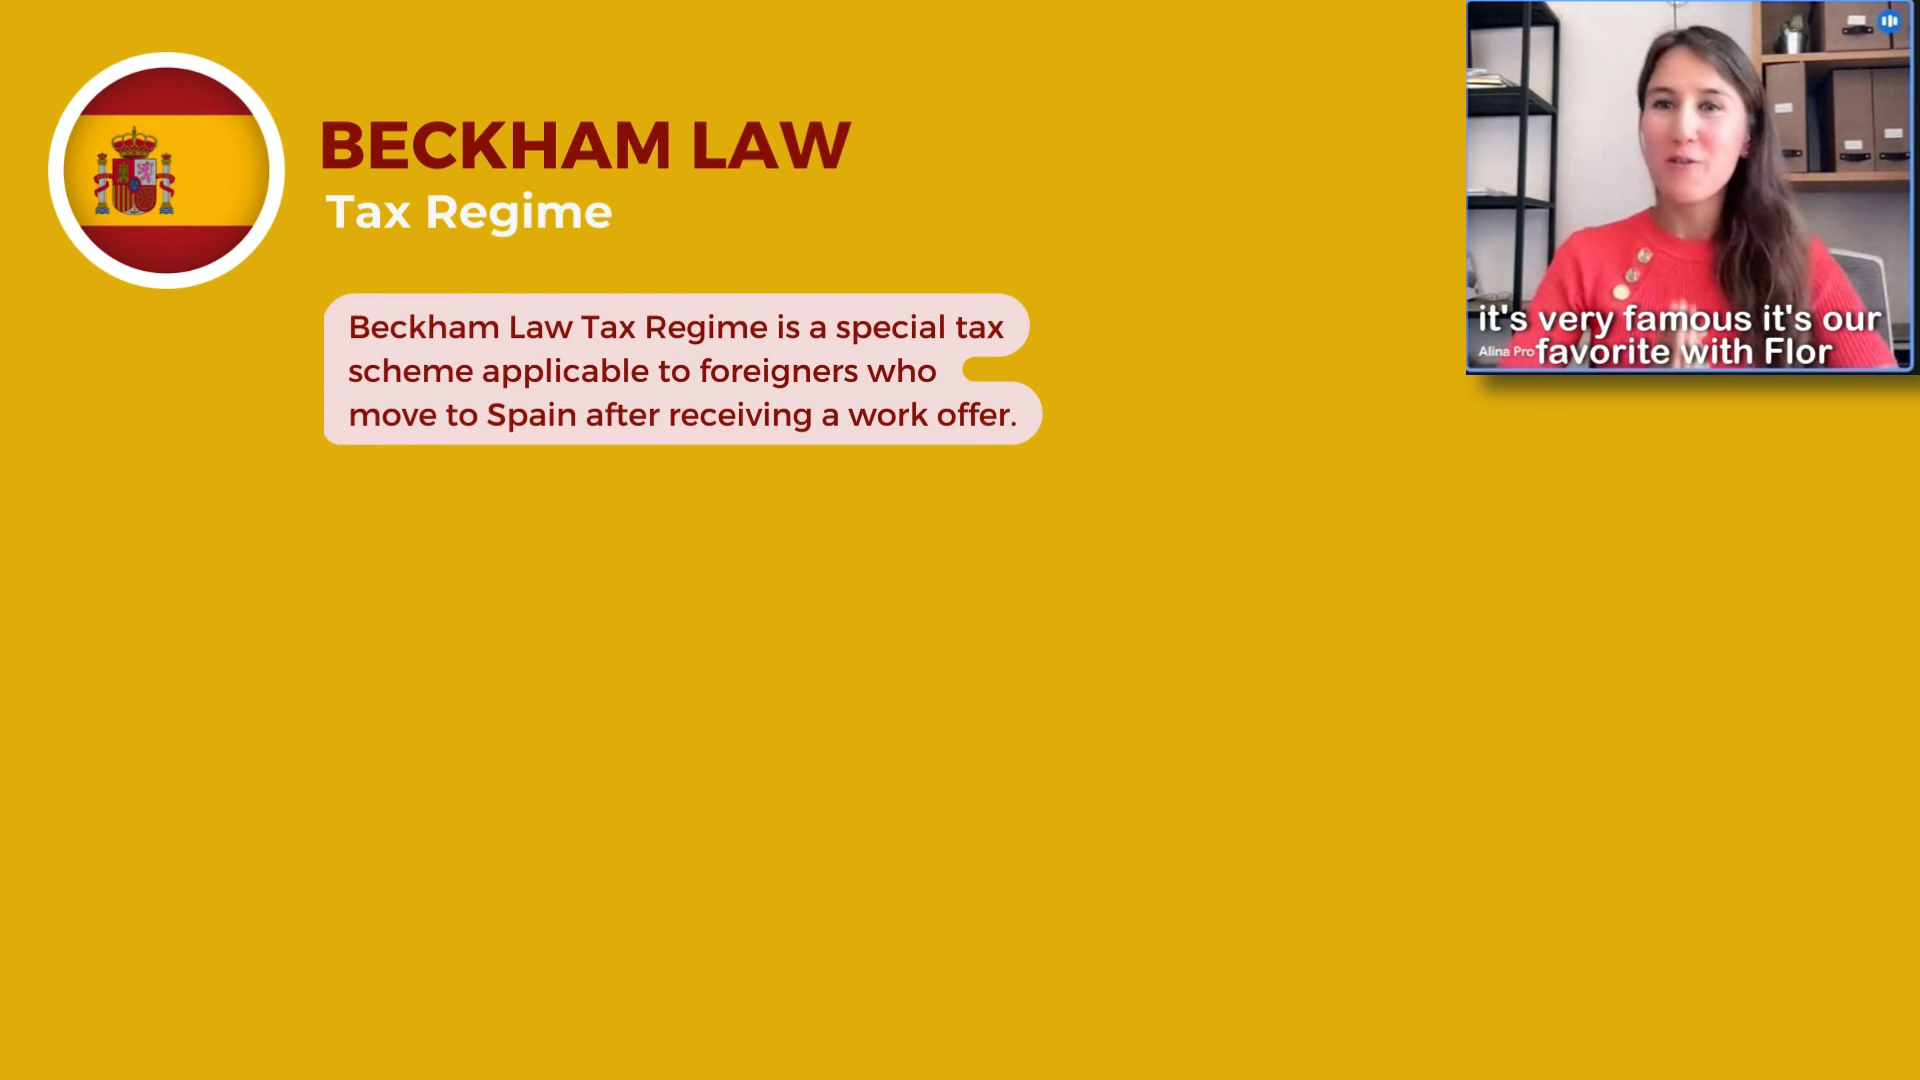 BECKHAM LAW
Tax Regime
Beckham Law Tax Regime is a special tax
scheme applicable to foreigners who
move to Spain after receiving a work offer.
it's very famous it's our
favorite with Flor
Alina Pro